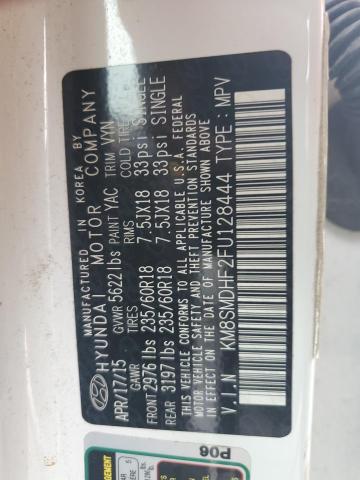 MANUFACTURED IN KOREA BY
HYUNDAI MOTOR COMPANY
APR/17/15 GVWR 5622 lbs PAINT YAC TRIM VYN
GAWR TIRES RIMS COLD TIRE
FRONT 2976 lbs 235/60R18 7.5JX18 33psi SINGLE
REAR 3197 lbs 235/60R18 7.5JX18 33psi SINGLE
THIS VEHICLE CONFORMS TO ALL APPLICABLE U.S.A. FEDERAL
MOTOR VEHICLE SAFETY
STANDARDS IN EFFECT ON THE DATE OF MANUFACTURE SHOWN ABOVE
V.I.N : KM8SMDHF2FU128444 TYPE : MPV
P06